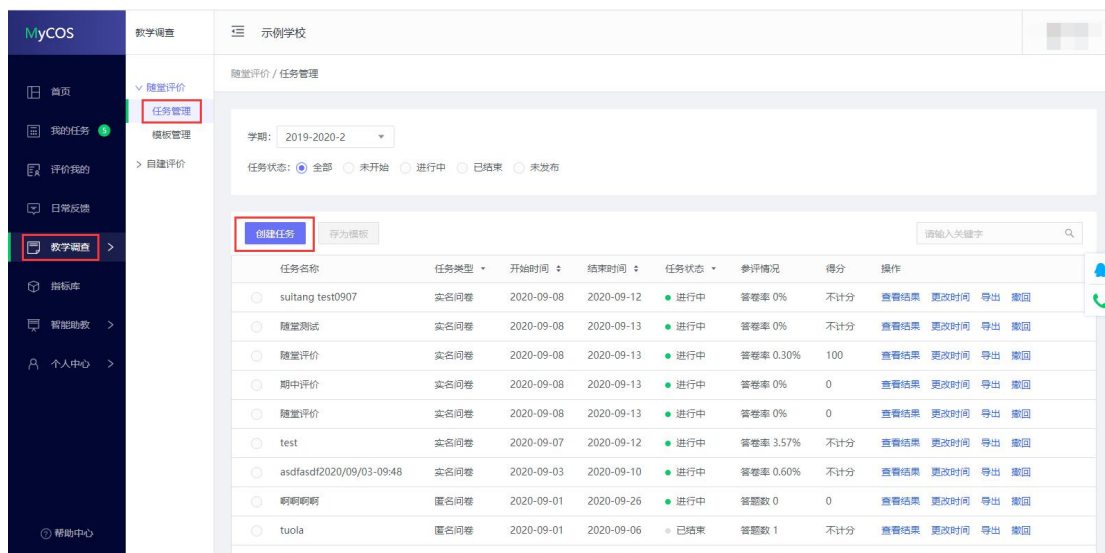 MyCOS
教学调查
示例学校
首页
我的任务 5
评价我的
日常反馈
教学调查 >
指标库
智能助教 >
个人中心 >
帮助中心
随堂评价
任务管理
模板管理
> 自建评价
随堂评价 / 任务管理
学期: 2019-2020-2
任务状态: 全部 未开始 进行中 已结束 未发布
创建任务 存为模板 请输入关键字
任务名称 任务类型 开始时间 结束时间 任务状态 参评情况 得分 操作
suitang test0907 实名问卷 2020-09-08 2020-09-12 进行中 答卷率 0% 不计分 查看结果 更改时间 导出 撤回
随堂测试 实名问卷 2020-09-08 2020-09-13 进行中 答卷率 0% 不计分 查看结果 更改时间 导出 撤回
随堂评价 实名问卷 2020-09-08 2020-09-13 进行中 答卷率 0.30% 100 查看结果 更改时间 导出 撤回
期中评价 实名问卷 2020-09-08 2020-09-13 进行中 答卷率 0% 0 查看结果 更改时间 导出 撤回
随堂评价 实名问卷 2020-09-08 2020-09-13 进行中 答卷率 0% 0 查看结果 更改时间 导出 撤回
test 实名问卷 2020-09-07 2020-09-12 进行中 答卷率 3.57% 不计分 查看结果 更改时间 导出 撤回
asdfasdf2020/09/03-09:48 实名问卷 2020-09-03 2020-09-10 进行中 答卷率 0.60% 不计分 查看结果 更改时间 导出 撤回
啊啊啊啊 匿名问卷 2020-09-01 2020-09-26 进行中 答题数 0 0 查看结果 更改时间 导出 撤回
tuola 匿名问卷 2020-09-01 2020-09-06 已结束 答题数 1 不计分 查看结果 更改时间 导出 撤回